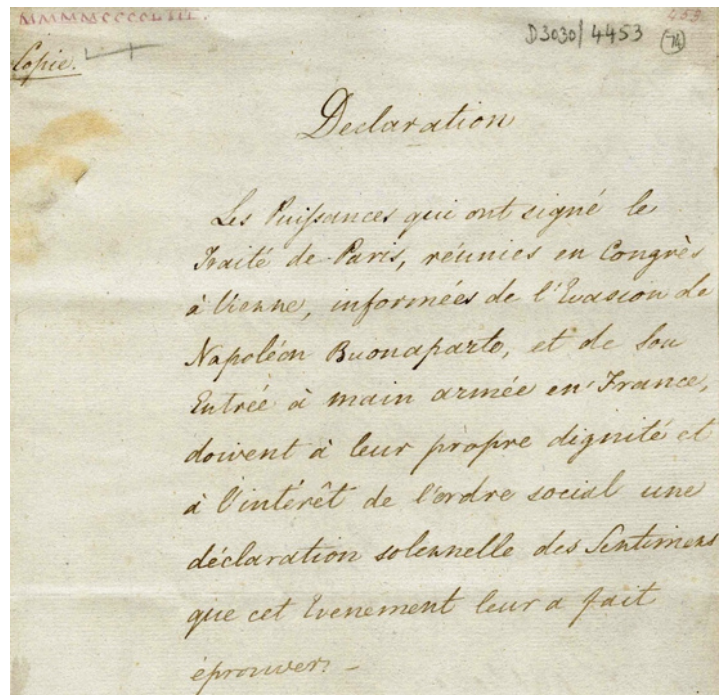 MMMMCCCCLIII.
453
D3030/4453 (74)
Copie.
Declaration
Les Puissances qui ont signé le
Traité de Paris, réunies en Congrès
à Vienne, informées de l'Evasion de
Napoléon Buonaparte, et de Son
Entrée à main armée en France,
doivent à leur propre dignité et
à l'intérêt de l'ordre social une
déclaration solennelle des Sentimens
que cet Evenement leur a fait
éprouver. -